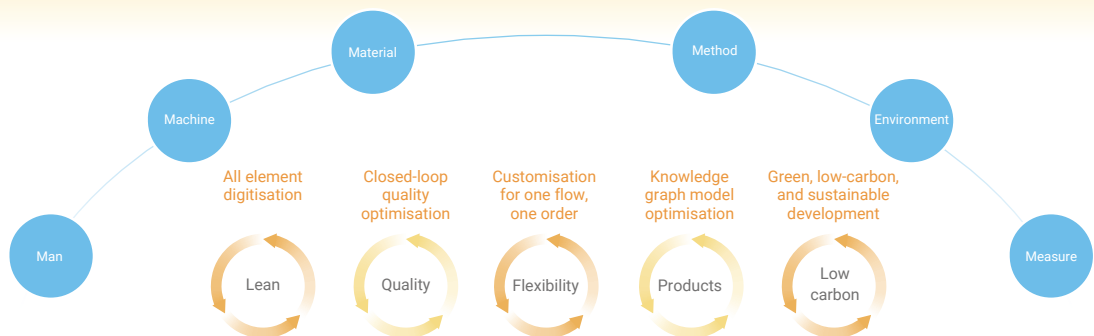 Material
Method
Machine
Environment
Man
Measure
All element
digitisation
Closed-loop
quality
optimisation
Customisation
for one flow,
one order
Knowledge
graph model
optimisation
Green, low-carbon,
and sustainable
development
Lean
Quality
Flexibility
Products
Low
carbon